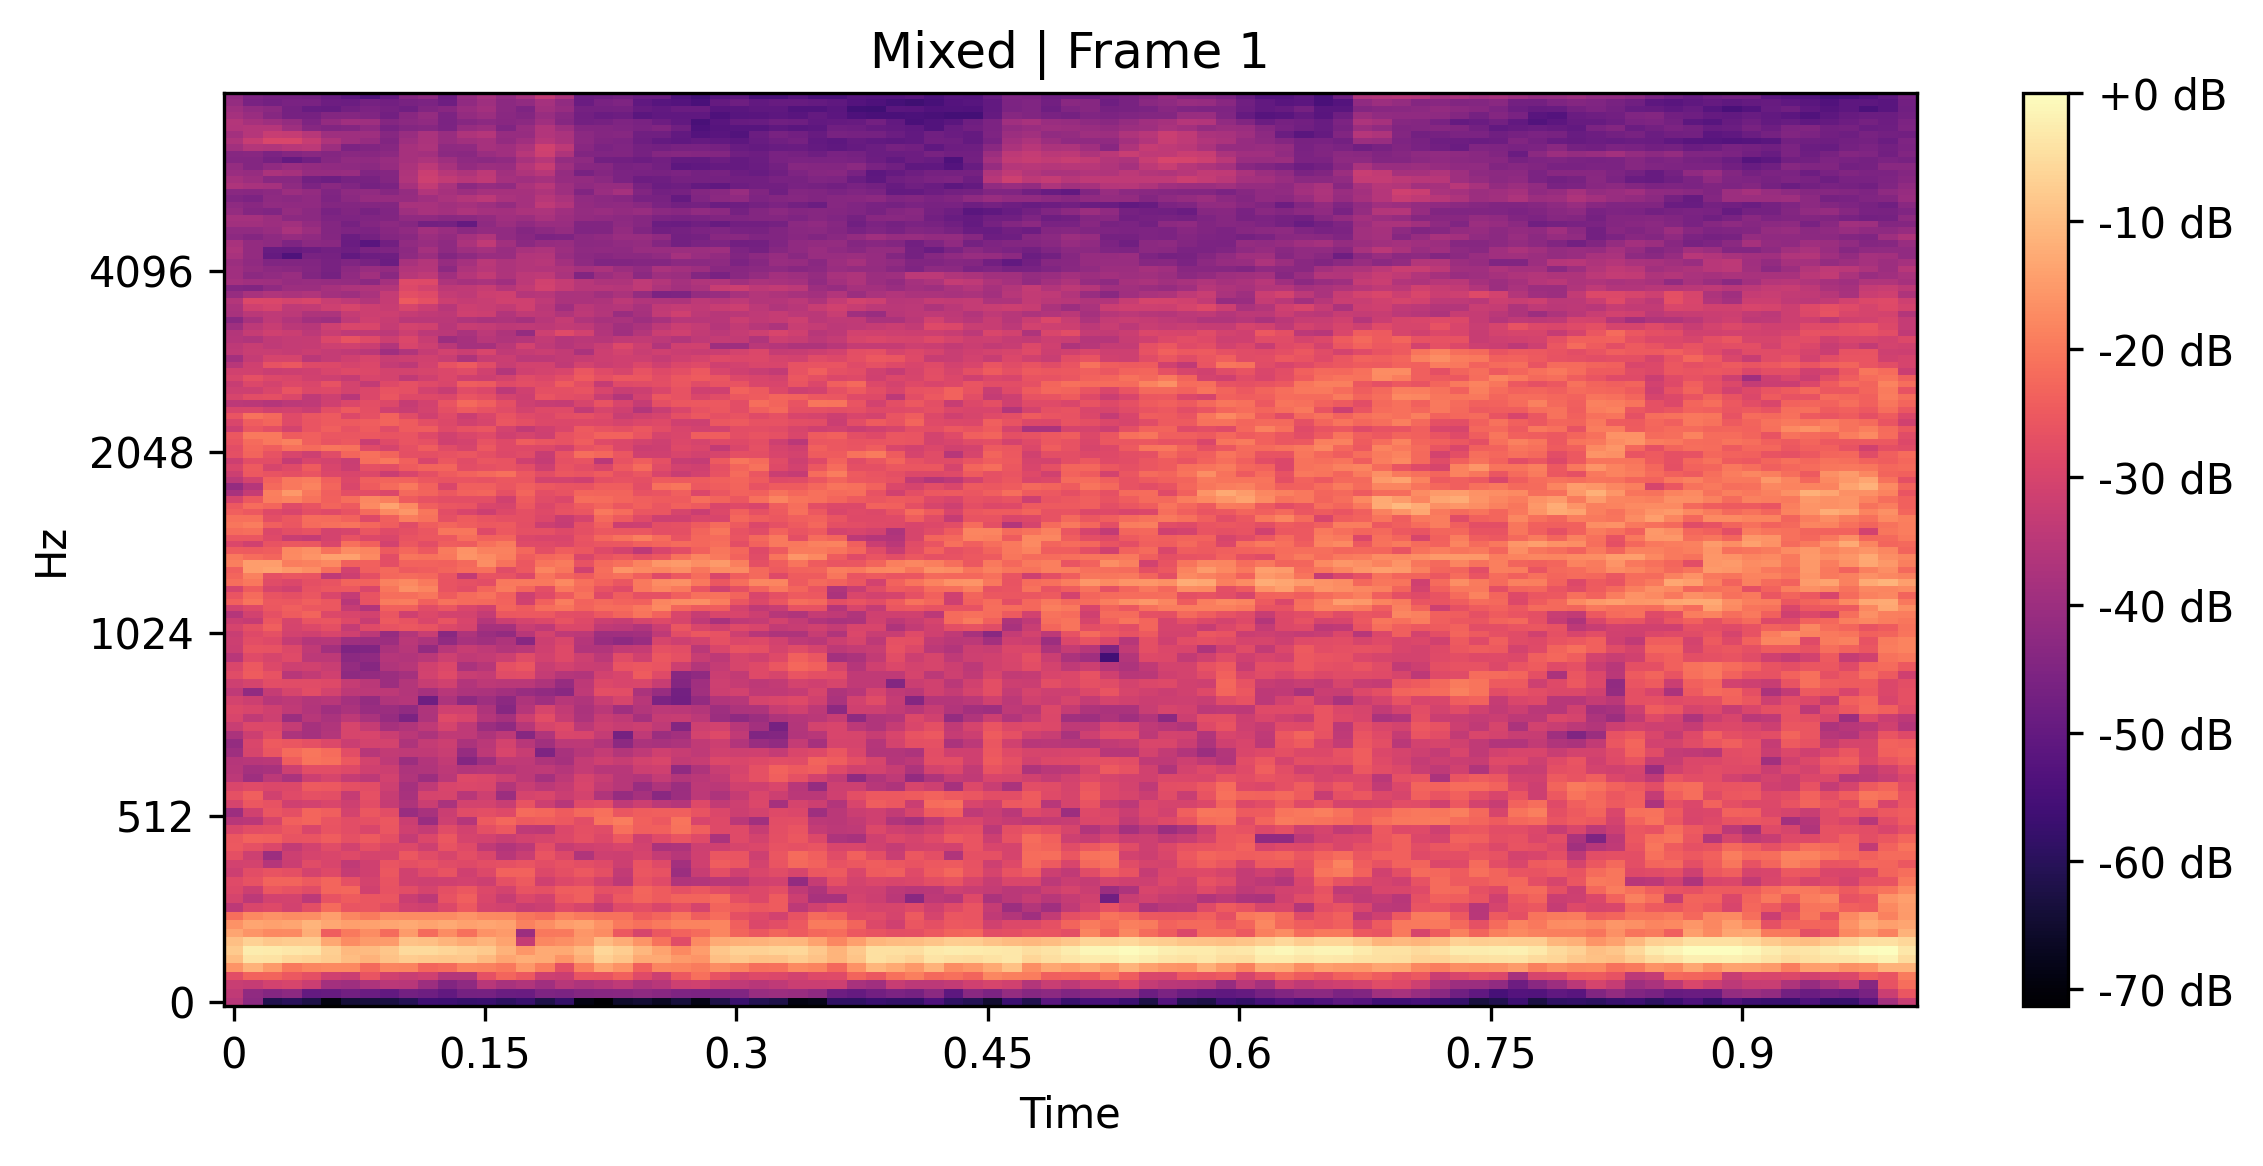 Mixed | Frame 1
+0 dB
-10 dB
-20 dB
-30 dB
-40 dB
-50 dB
-60 dB
-70 dB
Hz
4096
2048
1024
512
0
0 0.15 0.3 0.45 0.6 0.75 0.9
Time